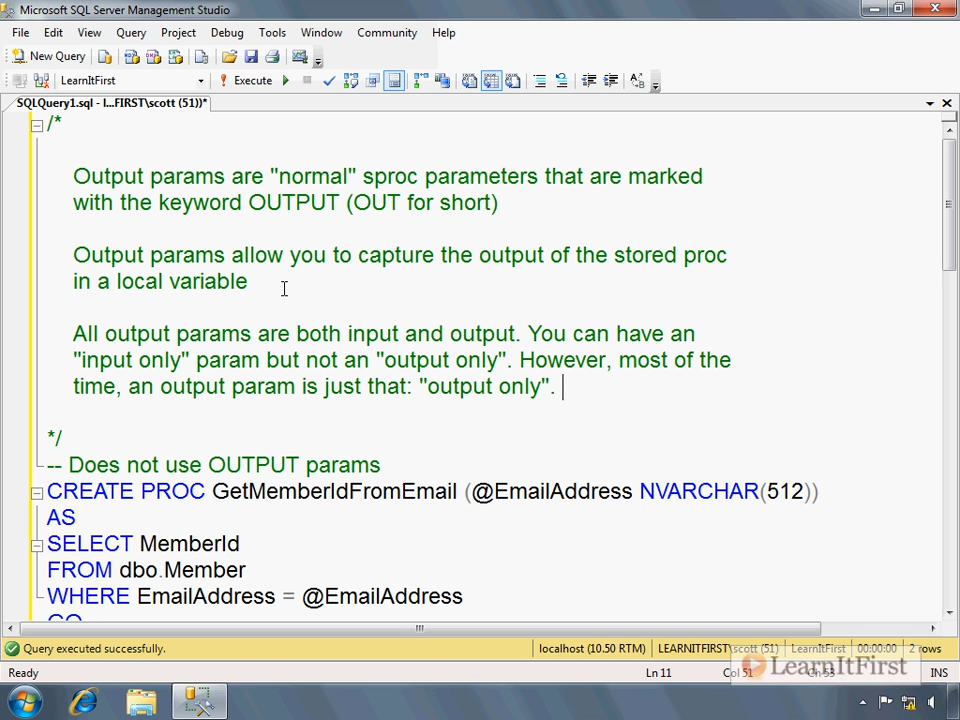 Microsoft SQL Server Management Studio
File Edit View Query Project Debug Tools Window Community Help
New Query
LearnItFirst Execute
SQLQuery1.sql - l...FIRST\scott (51))*
/*
Output params are "normal" sproc parameters that are marked
with the keyword OUTPUT (OUT for short)
Output params allow you to capture the output of the stored proc
in a local variable
All output params are both input and output. You can have an
"input only" param but not an "output only". However, most of the
time, an output param is just that: "output only".
*/
-- Does not use OUTPUT params
CREATE PROC GetMemberIdFromEmail (@EmailAddress NVARCHAR(512))
AS
SELECT MemberId
FROM dbo.Member
WHERE EmailAddress = @EmailAddress
GO
Query executed successfully. localhost (10.50 RTM) LEARNITFIRST\scott (51) LearnItFirst 00:00:00 2 rows
Ready Ln 11 Col 51 Ch 53 INS
LearnItFirst